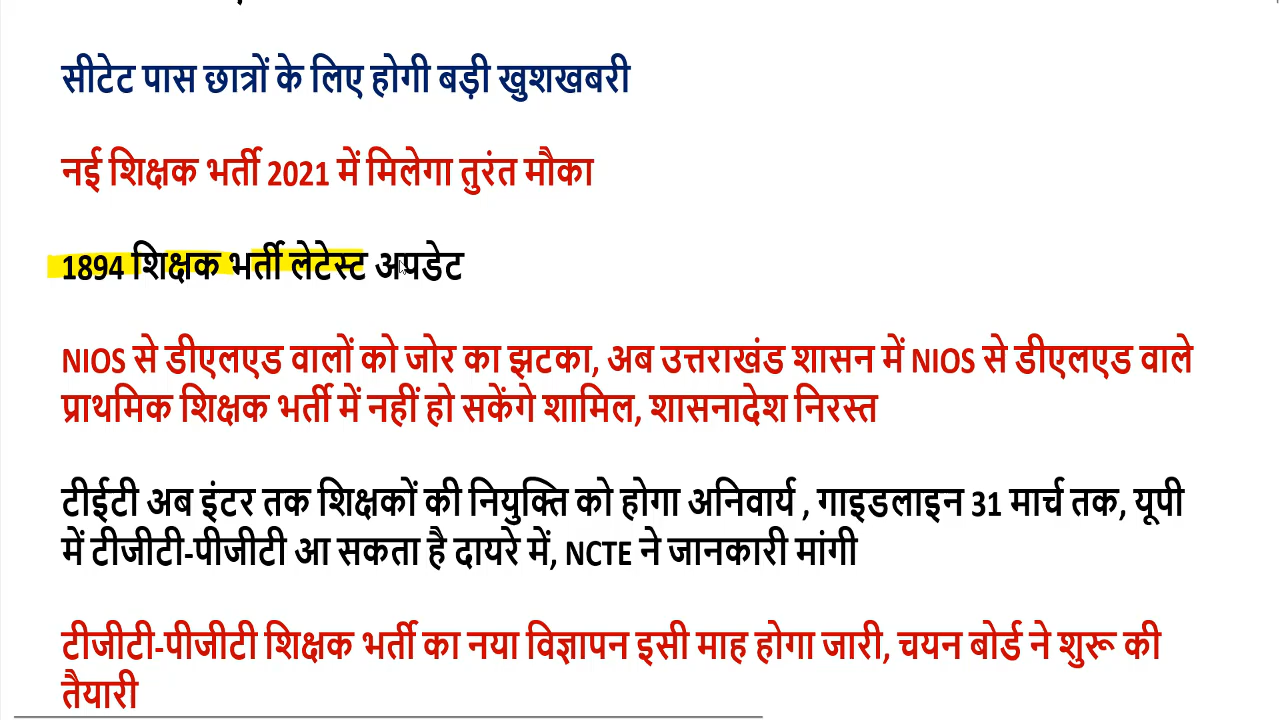 सीटेट पास छात्रों के लिए होगी बड़ी खुशखबरी
नई शिक्षक भर्ती 2021 में मिलेगा तुरंत मौका
1894 शिक्षक भर्ती लेटेस्ट अपडेट
NIOS से डीएलएड वालों को जोर का झटका, अब उत्तराखंड शासन में NIOS से डीएलएड वाले
प्राथमिक शिक्षक भर्ती में नहीं हो सकेंगे शामिल, शासनादेश निरस्त
टीईटी अब इंटर तक शिक्षकों की नियुक्ति को होगा अनिवार्य , गाइडलाइन 31 मार्च तक, यूपी
में टीजीटी-पीजीटी आ सकता है दायरे में, NCTE ने जानकारी मांगी
टीजीटी-पीजीटी शिक्षक भर्ती का नया विज्ञापन इसी माह होगा जारी, चयन बोर्ड ने शुरू की
तैयारी